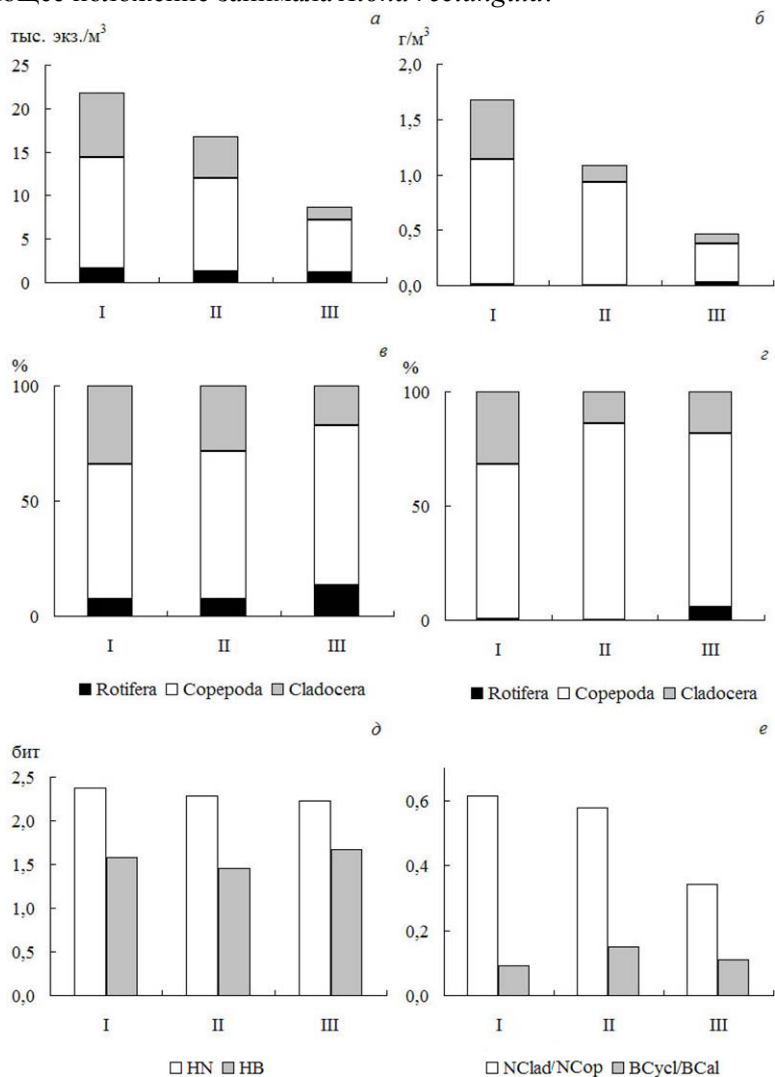 положение занимала
а
тыс. экз./м³
25
20
15
10
5
0
I II III
б
г/м³
2,0
1,5
1,0
0,5
0,0
I II III
в
%
100
50
0
I II III
Rotifera Copepoda Cladocera
г
%
100
50
0
I II III
Rotifera Copepoda Cladocera
д
бит
2,5
2,0
1,5
1,0
0,5
0,0
I II III
HN HB
е
0,6
0,4
0,2
0,0
I II III
NClad/NCop BCycl/BCal